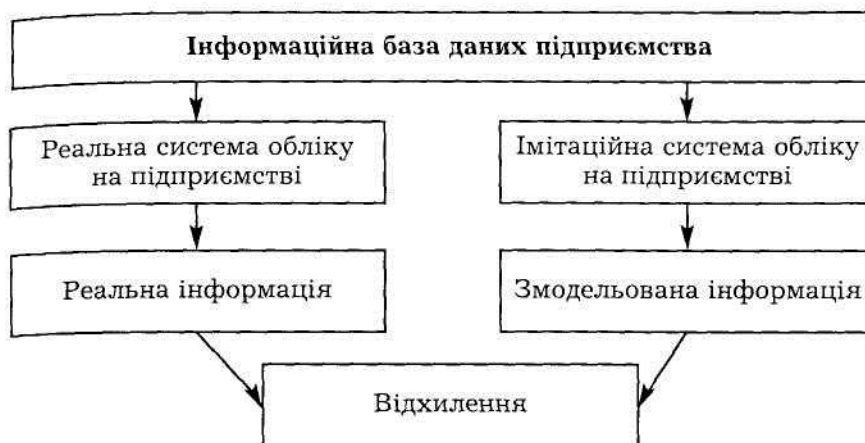 Інформаційна база даних підприємства
Реальна система обліку
на підприємстві
Імітаційна система обліку
на підприємстві
Реальна інформація
Змодельована інформація
Відхилення